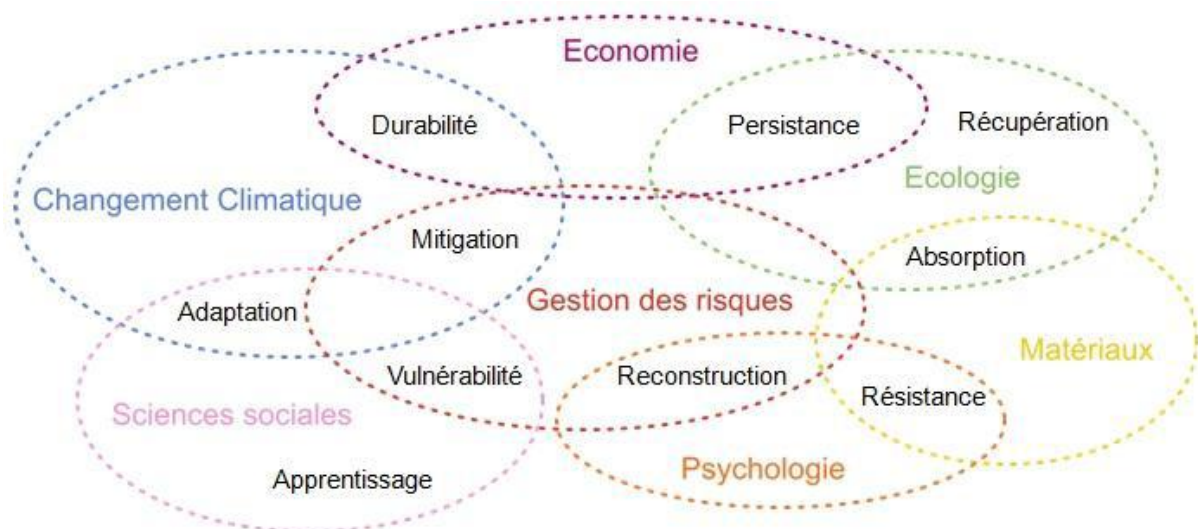 Economie
Durabilité
Persistance
Récupération
Ecologie
Changement Climatique
Mitigation
Absorption
Adaptation
Gestion des risques
Matériaux
Vulnérabilité
Reconstruction
Résistance
Sciences sociales
Psychologie
Apprentissage